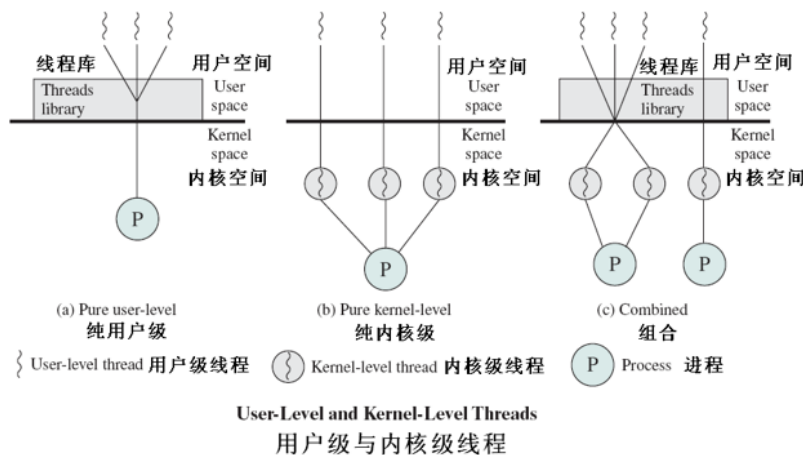 线程库
用户空间
Threads
library
User
space
Kernel
space
内核空间
P
(a) Pure user-level
纯用户级
用户空间
User
space
Kernel
space
内核空间
P
(b) Pure kernel-level
纯内核级
线程库
用户空间
Threads
library
User
space
Kernel
space
内核空间
P
P
(c) Combined
组合
User-level thread 用户级线程
Kernel-level thread 内核级线程
P
Process 进程
User-Level and Kernel-Level Threads
用户级与内核级线程